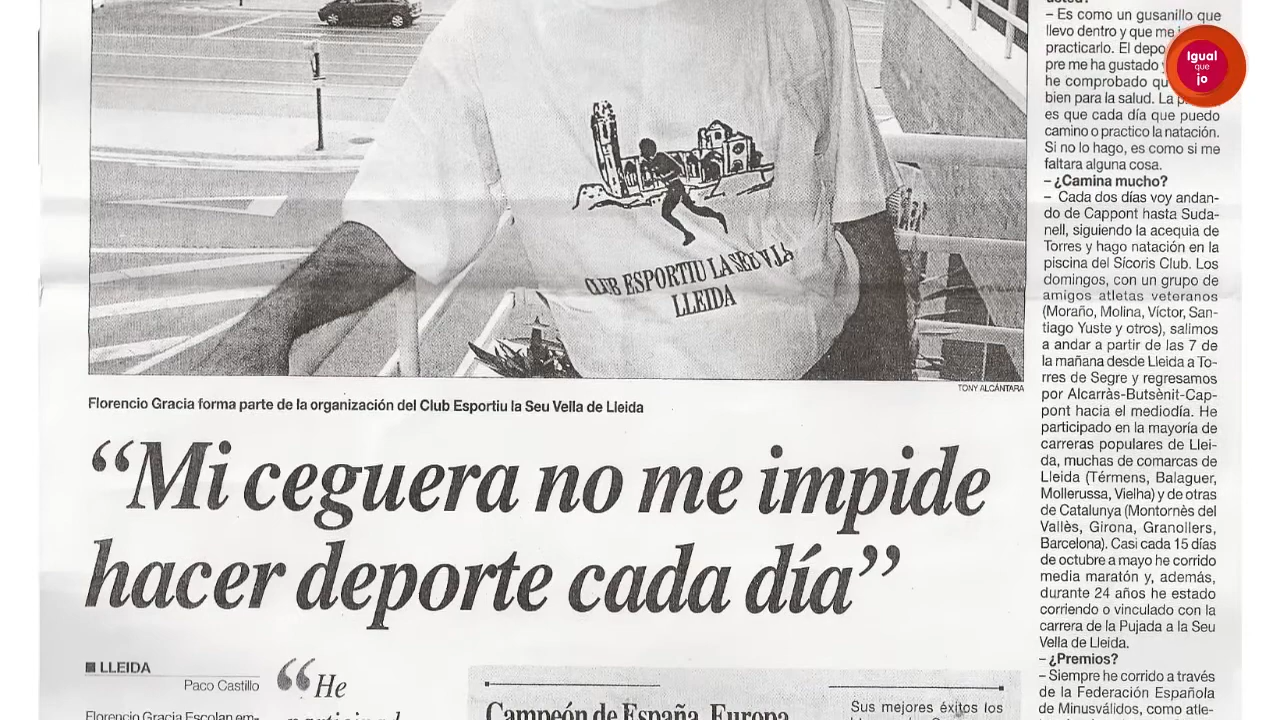 CLUB ESPORTIU LA SEU VELLA
LLEIDA
TONY ALCÁNTARA
Florencio Gracia forma parte de la organización del Club Esportiu la Seu Vella de Lleida
“Mi ceguera no me impide
hacer deporte cada día”
LLEIDA
Paco Castillo
Florencio Gracia Escolan em-
“He
Campeón de España, Europa
Sus mejores éxitos los
– Es como un gusanillo que
llevo dentro y que me
practicarlo. El
pre me ha gustado y
he comprobado
bien para la salud. La
es que cada día que puedo
camino o practico la natación.
Si no lo hago, es como si me
faltara alguna cosa.
– ¿Camina mucho?
– Cada dos días voy andan-
do de Cappont hasta Suda-
nell, siguiendo la acequia de
Torres y hago natación en la
piscina del Sícoris Club. Los
domingos, con un grupo de
amigos atletas veteranos
(Moraño, Molina, Víctor, San-
tiago Yuste y otros), salimos
a andar a partir de las 7 de
la mañana desde Lleida a To-
rres de Segre y regresamos
por Alcarràs-Butsènit-Cap-
pont hacia el mediodía. He
participado en la mayoría de
carreras populares de Llei-
da, muchas de comarcas de
Lleida (Térmens, Balaguer,
Mollerussa, Vielha) y de otras
de Catalunya (Montornès del
Vallès, Girona, Granollers,
Barcelona). Casi cada 15 días
de octubre a mayo he corrido
media maratón y, además,
durante 24 años he estado
corriendo o vinculado con la
carrera de la Pujada a la Seu
Vella de Lleida.
– ¿Premios?
– Siempre he corrido a través
de la Federación Española
de Minusválidos, como atle-
Igual
que
jo